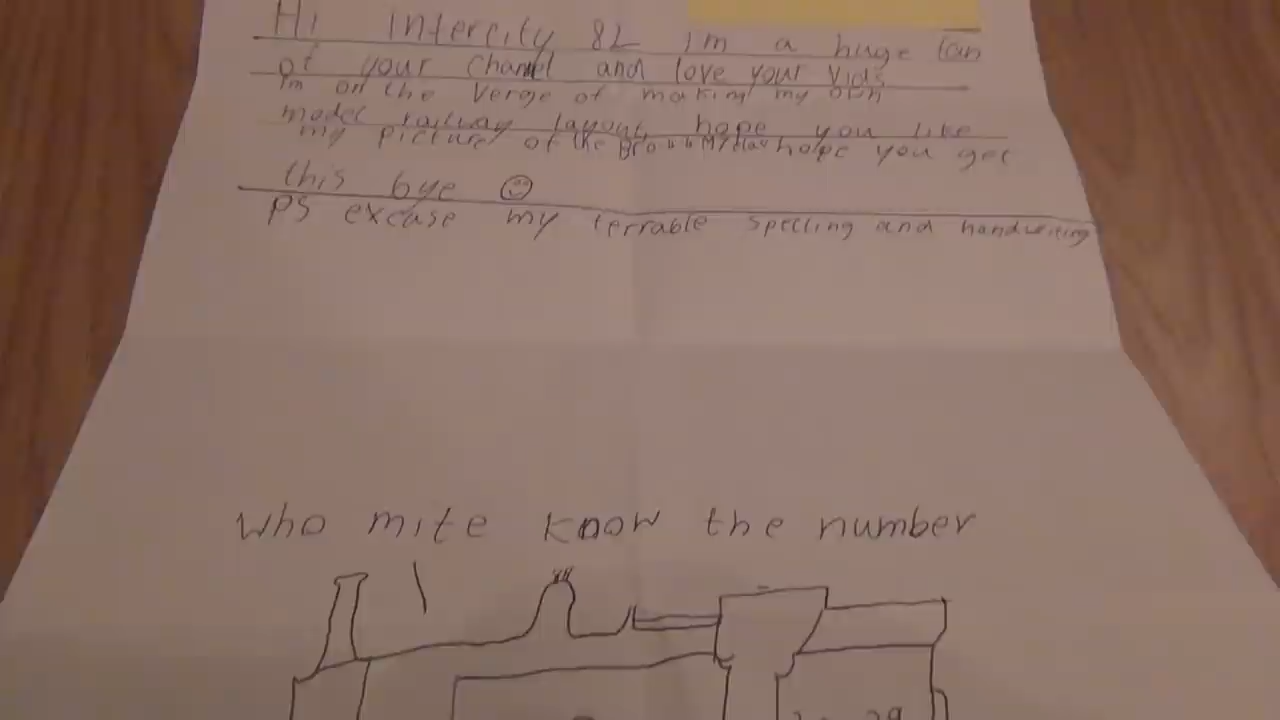 Hi Intercity 82 im a huge fan
of your Channel and love your vids
im on the verge of making my own
model railway layout hope you like
my picture of the hope you get
this bye ☺
PS excase my terrable spelling and handwriting
who mite know the number